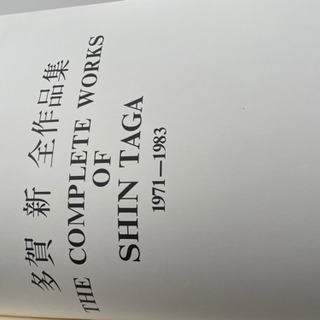 多賀 新 全作品集
THE COMPLETE WORKS
OF
SHIN TAGA
1971—1983